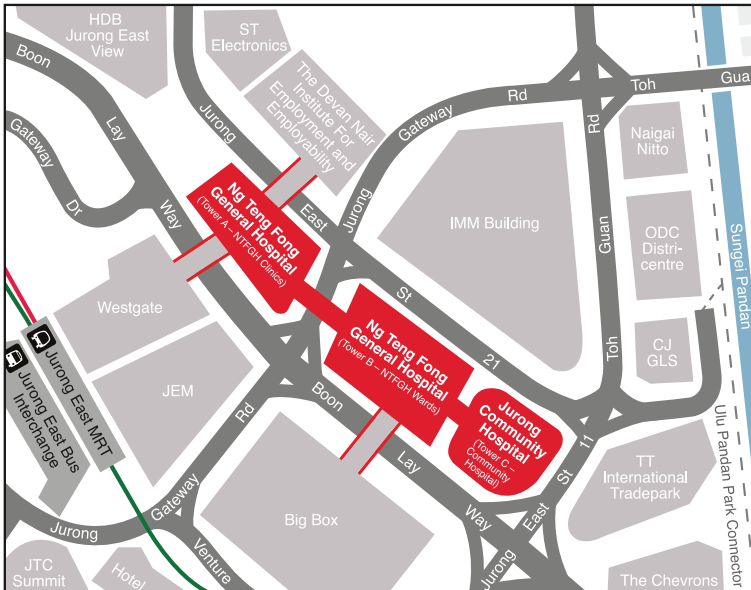 HDB
Jurong East
View
ST
Electronics
The Devan Nair
Institute For
Employment and
Employability
Boon
Lay
Way
Gateway
Dr
Jurong
East
St
21
Jurong
Gateway
Rd
Toh
Gua
Rd
Guan
Toh
Naigai
Nitto
ODC
Distri-
centre
CJ
GLS
Sungei Pandan
Ulu Pandan Park Connector
IMM Building
Ng Teng Fong
General Hospital
(Tower A – NTFGH Clinics)
Ng Teng Fong
General Hospital
(Tower B – NTFGH Wards)
Jurong
Community
Hospital
(Tower C –
Community
Hospital)
Westgate
JEM
Jurong East MRT
Jurong East Bus
Interchange
Boon
Lay
Way
Rd
Gateway
Jurong
Venture
Big Box
Jurong
East
St
11
TT
International
Tradepark
The Chevrons
JTC
Summit
Hotel